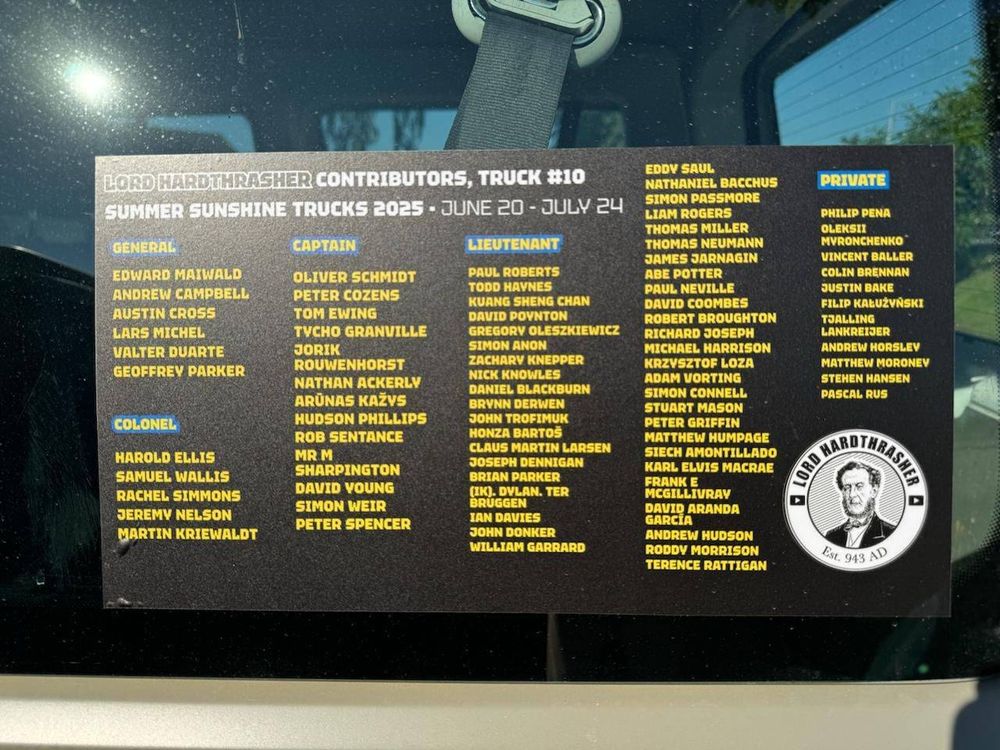 LORD HARDTHRASHER CONTRIBUTORS, TRUCK #10
SUMMER SUNSHINE TRUCKS 2025 - JUNE 20 - JULY 24
GENERAL
EDWARD MAIWALD
ANDREW CAMPBELL
AUSTIN CROSS
LARS MICHEL
VALTER DUARTE
GEOFFREY PARKER
COLONEL
HAROLD ELLIS
SAMUEL WALLIS
RACHEL SIMMONS
JEREMY NELSON
MARTIN KRIEWALDT
CAPTAIN
OLIVER SCHMIDT
PETER COZENS
TOM EWING
TYCHO GRANVILLE
JORIK
ROUWENHORST
NATHAN ACKERLY
ARŪNAS KAŽYS
HUDSON PHILLIPS
ROB SENTANCE
MR M
SHARPINGTON
DAVID YOUNG
SIMON WEIR
PETER SPENCER
LIEUTENANT
PAUL ROBERTS
TODD HAYNES
KUANG SHENG CHAN
DAVID POYNTON
GREGORY OLESZKIEWICZ
SIMON ANON
ZACHARY KNEPPER
NICK KNOWLES
DANIEL BLACKBURN
BRYNN DERWEN
JOHN TROFIMUK
HONZA BARTOŠ
CLAUS MARTIN LARSEN
JOSEPH DENNIGAN
BRIAN PARKER
(IK). DYLAN. TER
BRÜGGEN
IAN DAVIES
JOHN DONKER
WILLIAM GARRARD
EDDY SAUL
NATHANIEL BACCHUS
SIMON PASSMORE
LIAM ROGERS
THOMAS MILLER
THOMAS NEUMANN
JAMES JARNAGIN
ABE POTTER
PAUL NEVILLE
DAVID COOMBES
ROBERT BROUGHTON
RICHARD JOSEPH
MICHAEL HARRISON
KRZYSZTOF LOZA
ADAM VORTING
SIMON CONNELL
STUART MASON
PETER GRIFFIN
MATTHEW HUMPAGE
SIECH AMONTILLADO
KARL ELVIS MACRAE
FRANK E
MCGILLIVRAY
DAVID ARANDA
GARCÍA
ANDREW HUDSON
RODDY MORRISON
TERENCE RATTIGAN
PRIVATE
PHILIP PENA
OLEKSII
MYRONCHENKO
VINCENT BALLER
COLIN BRENNAN
JUSTIN BAKE
FILIP KAŁUŻYŃSKI
TJALLING
LANKREIJER
ANDREW HORSLEY
MATTHEW MORONEY
STEHEN HANSEN
PASCAL RUS
LORD HARDTHRASHER
Est. 943 AD